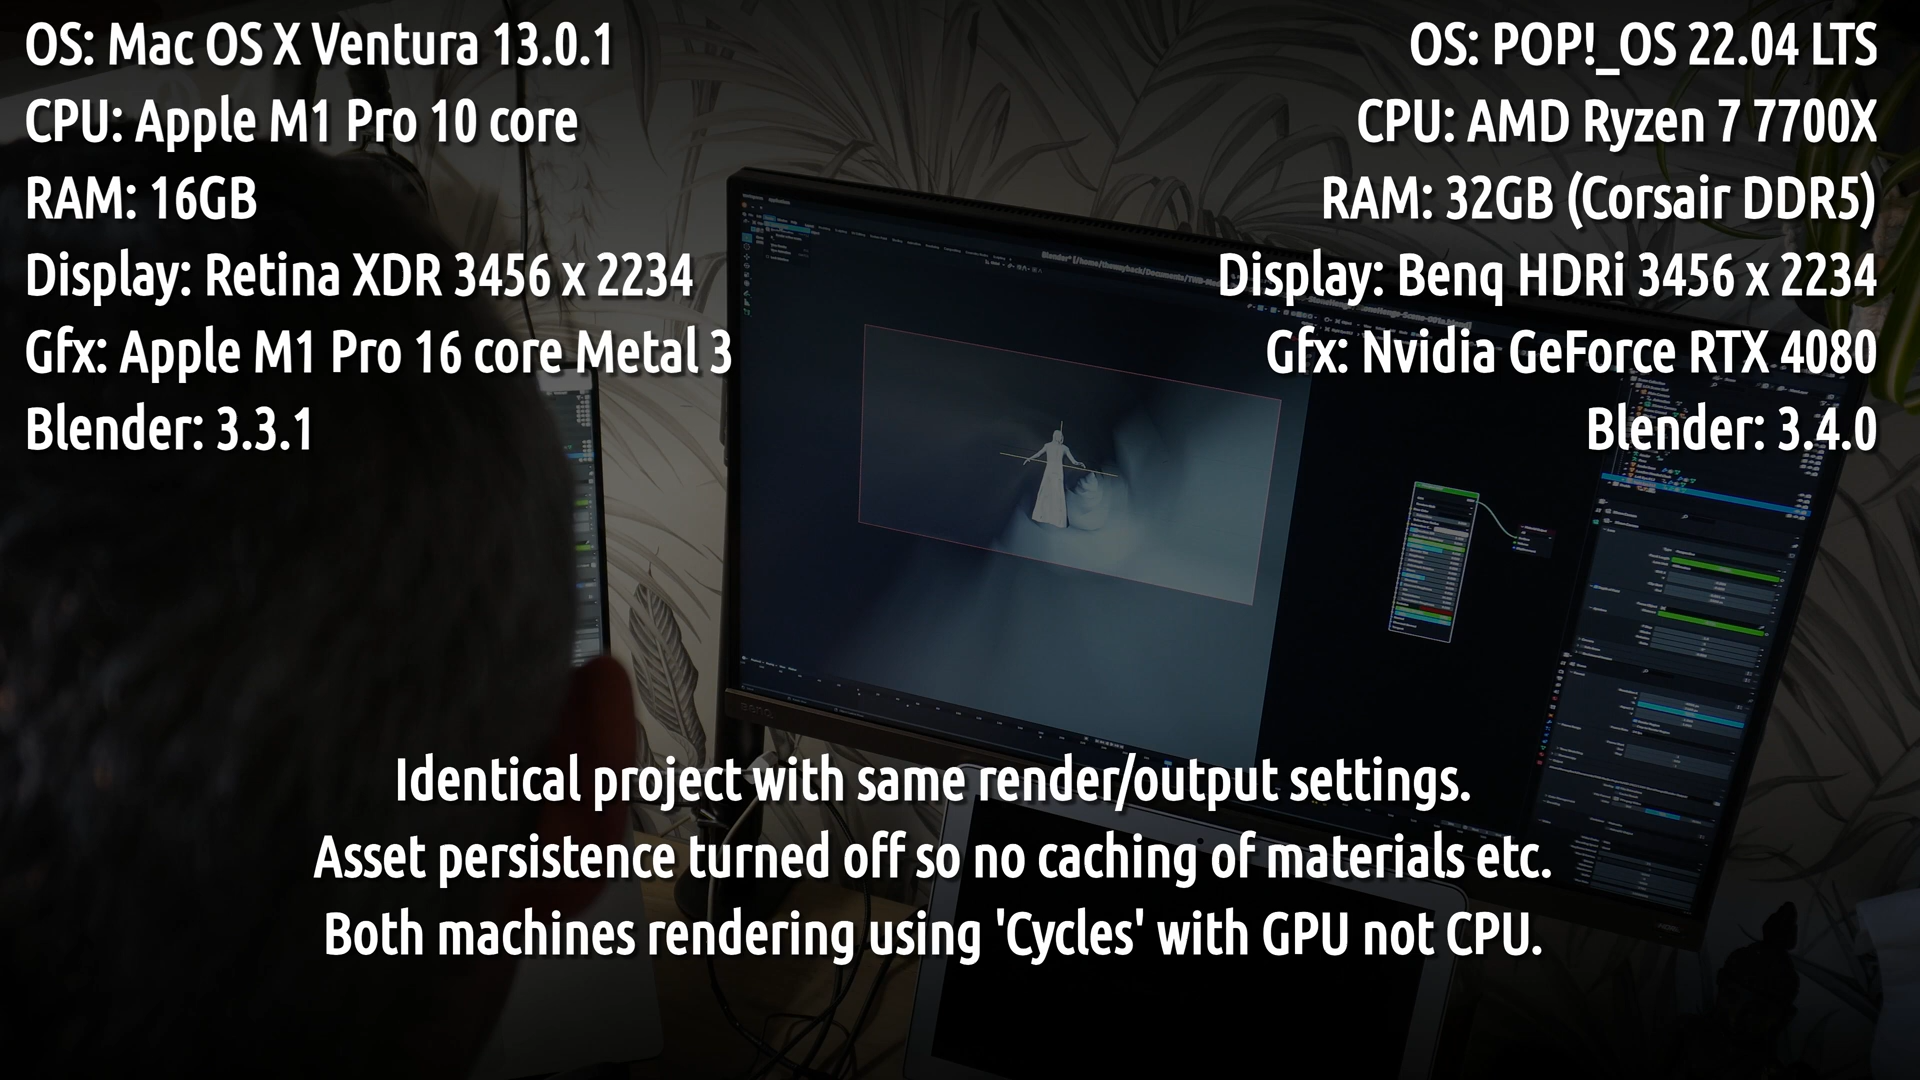 OS: Mac OS X Ventura 13.0.1
CPU: Apple M1 Pro 10 core
RAM: 16GB
Display: Retina XDR 3456 x 2234
Gfx: Apple M1 Pro 16 core Metal 3
Blender: 3.3.1
OS: POP!_OS 22.04 LTS
CPU: AMD Ryzen 7 7700X
RAM: 32GB (Corsair DDR5)
Display: Benq HDRi 3456 x 2234
Gfx: Nvidia GeForce RTX 4080
Blender: 3.4.0
Identical project with same render/output settings.
Asset persistence turned off so no caching of materials etc.
Both machines rendering using 'Cycles' with GPU not CPU.